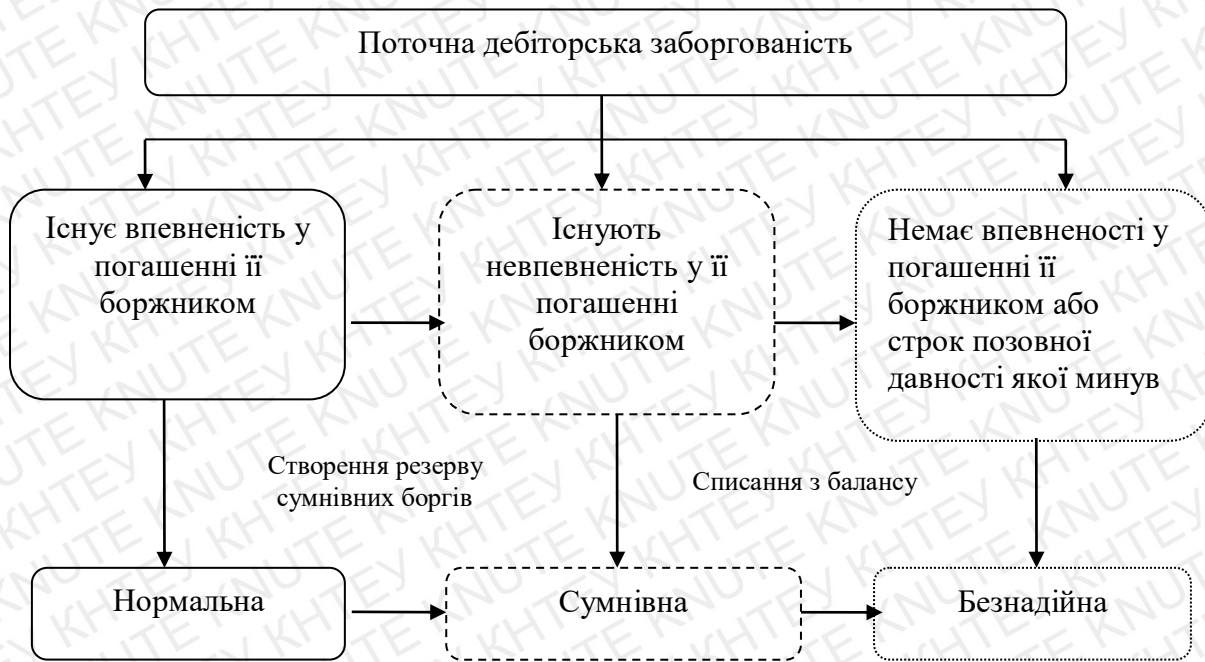 Поточна дебіторська заборгованість
Існує впевненість у
погашенні її
боржником
Існують
невпевненість у її
погашенні
боржником
Немає впевненості у
погашенні її
боржником або
строк позовної
давності якої минув
Створення резерву
сумнівних боргів
Списання з балансу
Нормальна
Сумнівна
Безнадійна